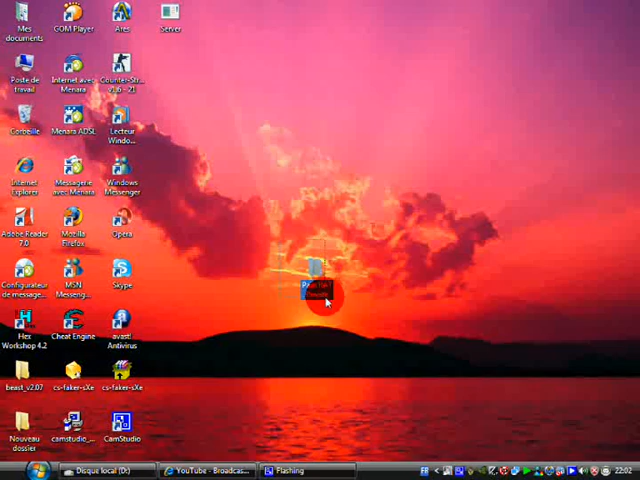 Mes
documents
GOM Player
Ares
Server
Poste de
travail
Internet avec
Menara
Counter-Str...
v1.6 - 21
Corbeille
Menara ADSL
Lecteur
Windo...
Internet
Explorer
Messagerie
avec Menara
Windows
Messenger
Adobe Reader
7.0
Mozilla
Firefox
Opera
Configurateur
de message...
MSN
Messeng...
Skype
Hex
Workshop 4.2
Cheat Engine
avast!
Antivirus
beast_v2.07
cs-faker-sXe
cs-faker-sXe
Nouveau
dossier
camstudio_...
CamStudio
Disque local (D:)
YouTube - Broadcas...
Flashing
FR
22:02